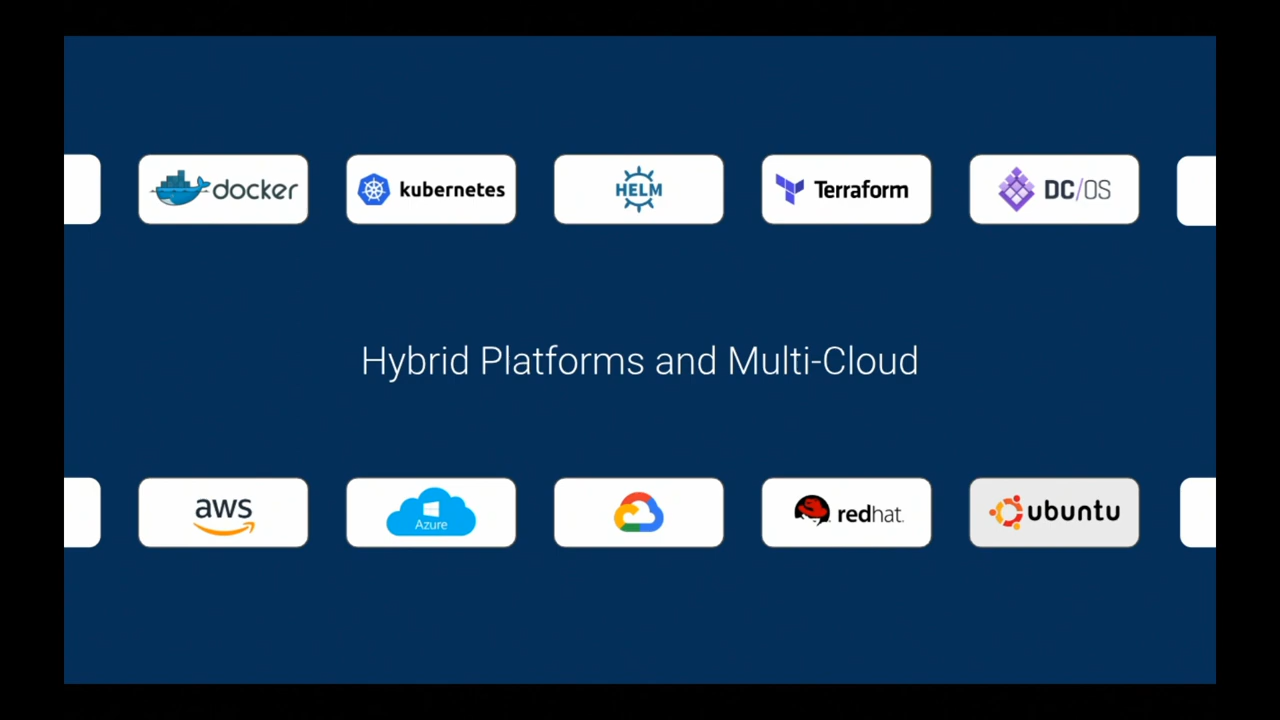 docker
kubernetes
HELM
Terraform
DC/OS
Hybrid Platforms and Multi-Cloud
aws
Azure
redhat.
ubuntu